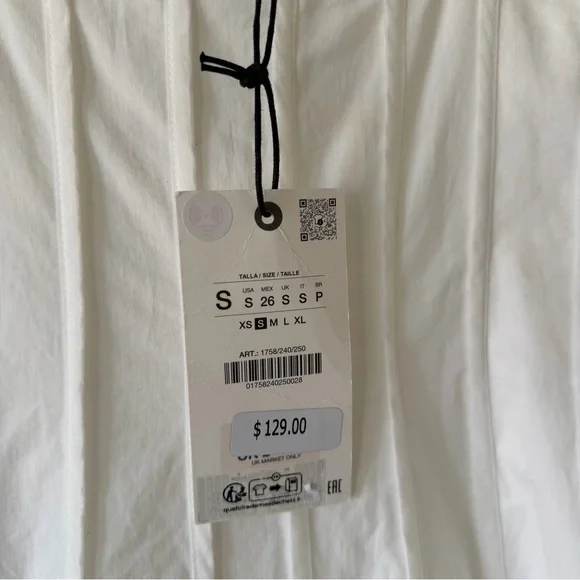 TALLA / SIZE / TAILLE
USA MEX UK IT BR
S S 26 S S P
XS S M L XL
ART.: 1758/240/250
01758240250028
$ 129.00
UK MARKET ONLY
EAC